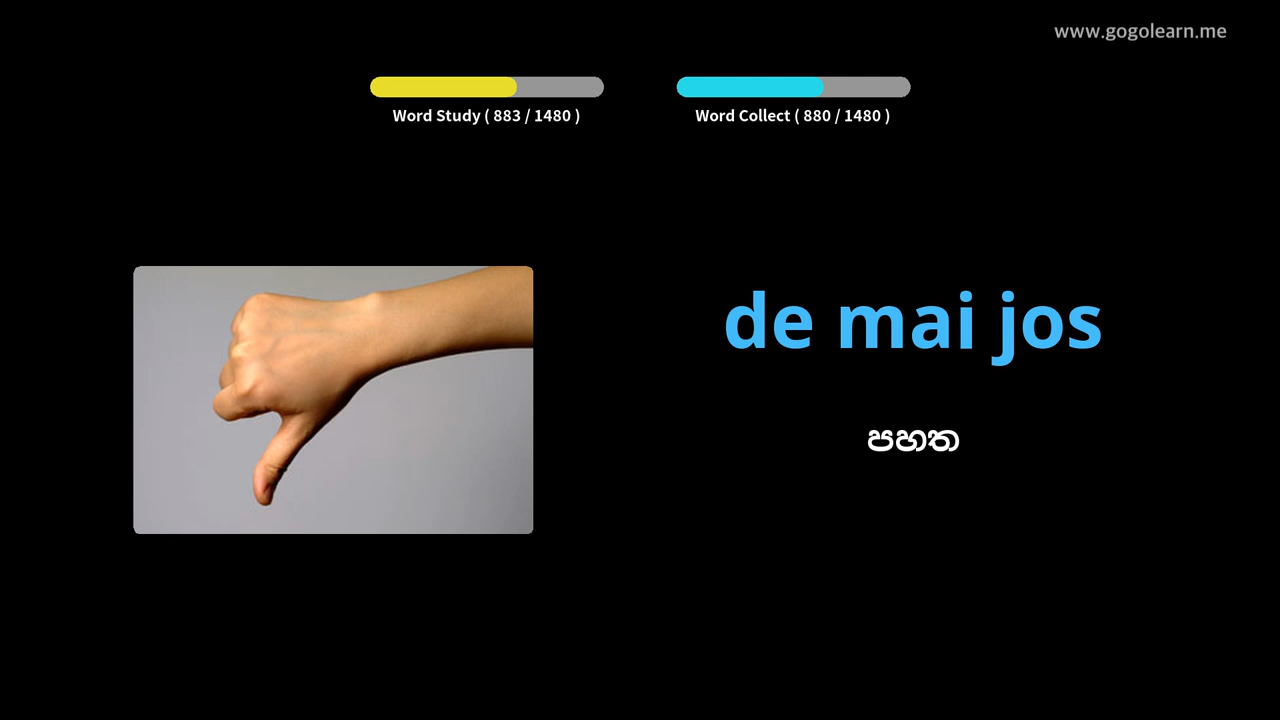 www.gogolearn.me
Word Study ( 883 / 1480 )
Word Collect ( 880 / 1480 )
de mai jos
පහත